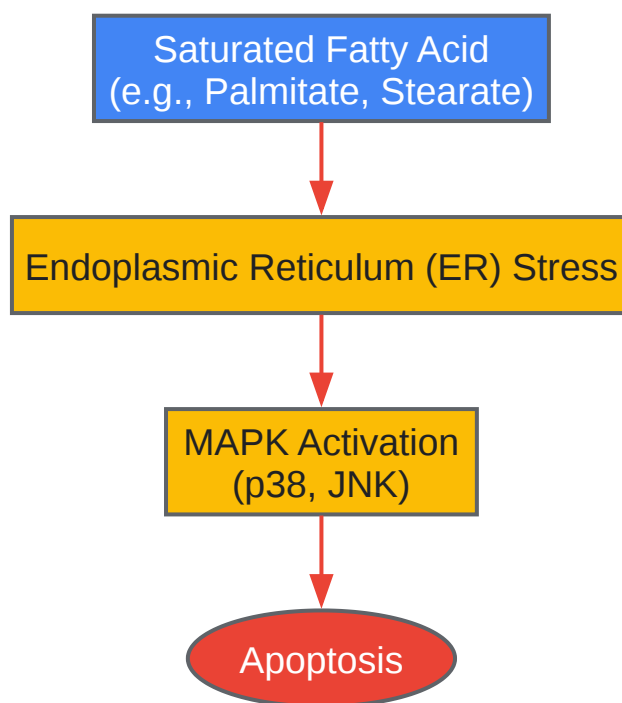 Saturated Fatty Acid
(e.g., Palmitate, Stearate)
Endoplasmic Reticulum (ER) Stress
MAPK Activation
(p38, JNK)
Apoptosis